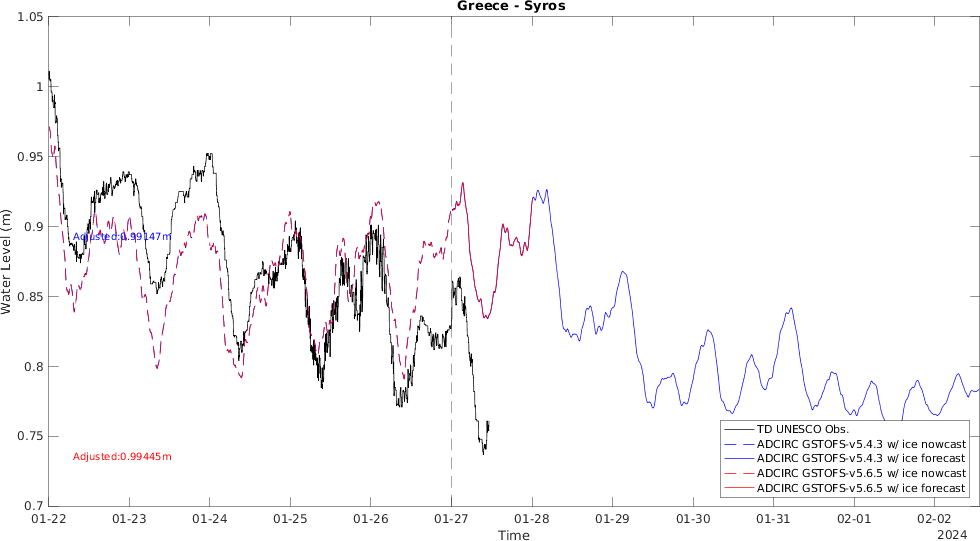 Greece - Syros
1.05
1
0.95
0.9
0.85
0.8
0.75
0.7
Water Level (m)
Adjusted:0.99147m
Adjusted:0.99445m
TD UNESCO Obs.
ADCIRC GSTOFS-v5.4.3 w/ ice nowcast
ADCIRC GSTOFS-v5.4.3 w/ ice forecast
ADCIRC GSTOFS-v5.6.5 w/ ice nowcast
ADCIRC GSTOFS-v5.6.5 w/ ice forecast
01-22 01-23 01-24 01-25 01-26 01-27 01-28 01-29 01-30 01-31 02-01 02-02
Time
2024